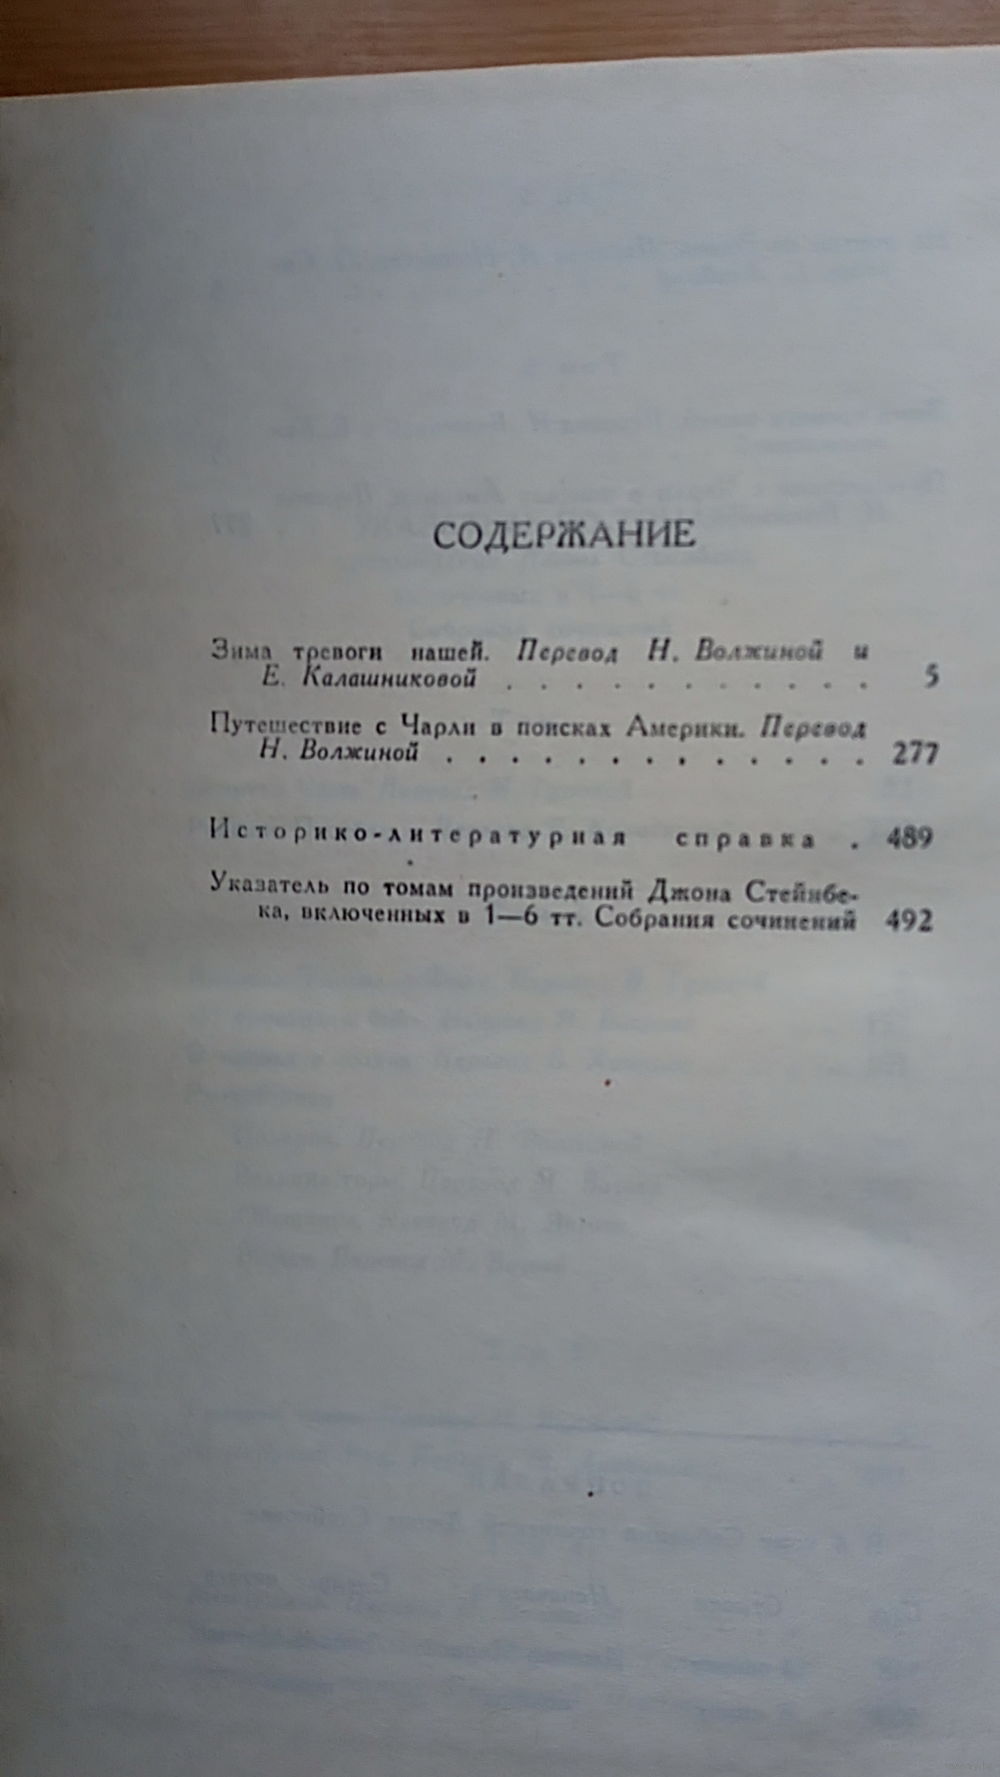 СОДЕРЖАНИЕ
Зима тревоги нашей. Перевод Н. Волжиной и
Е. Калашниковой . . . . . . . . . . . . 5
Путешествие с Чарли в поисках Америки. Перевод
Н. Волжиной . . . . . . . . . . . . . 277
Историко-литературная справка . 489
Указатель по томам произведений Джона Стейнбе-
ка, включенных в 1—6 тт. Собрания сочинений 492